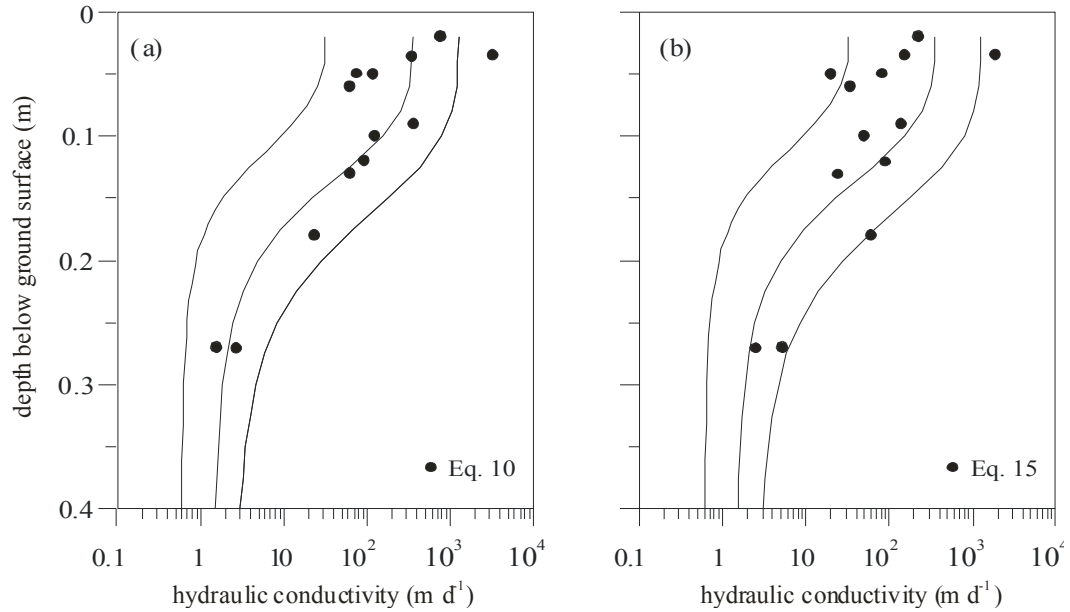 0
(a)
(b)
0.1
0.2
0.3
0.4
depth below ground surface (m)
Eq. 10
Eq. 15
0.1 1 10 10² 10³ 10⁴
0.1 1 10 10² 10³ 10⁴
hydraulic conductivity (m d⁻¹)
hydraulic conductivity (m d⁻¹)